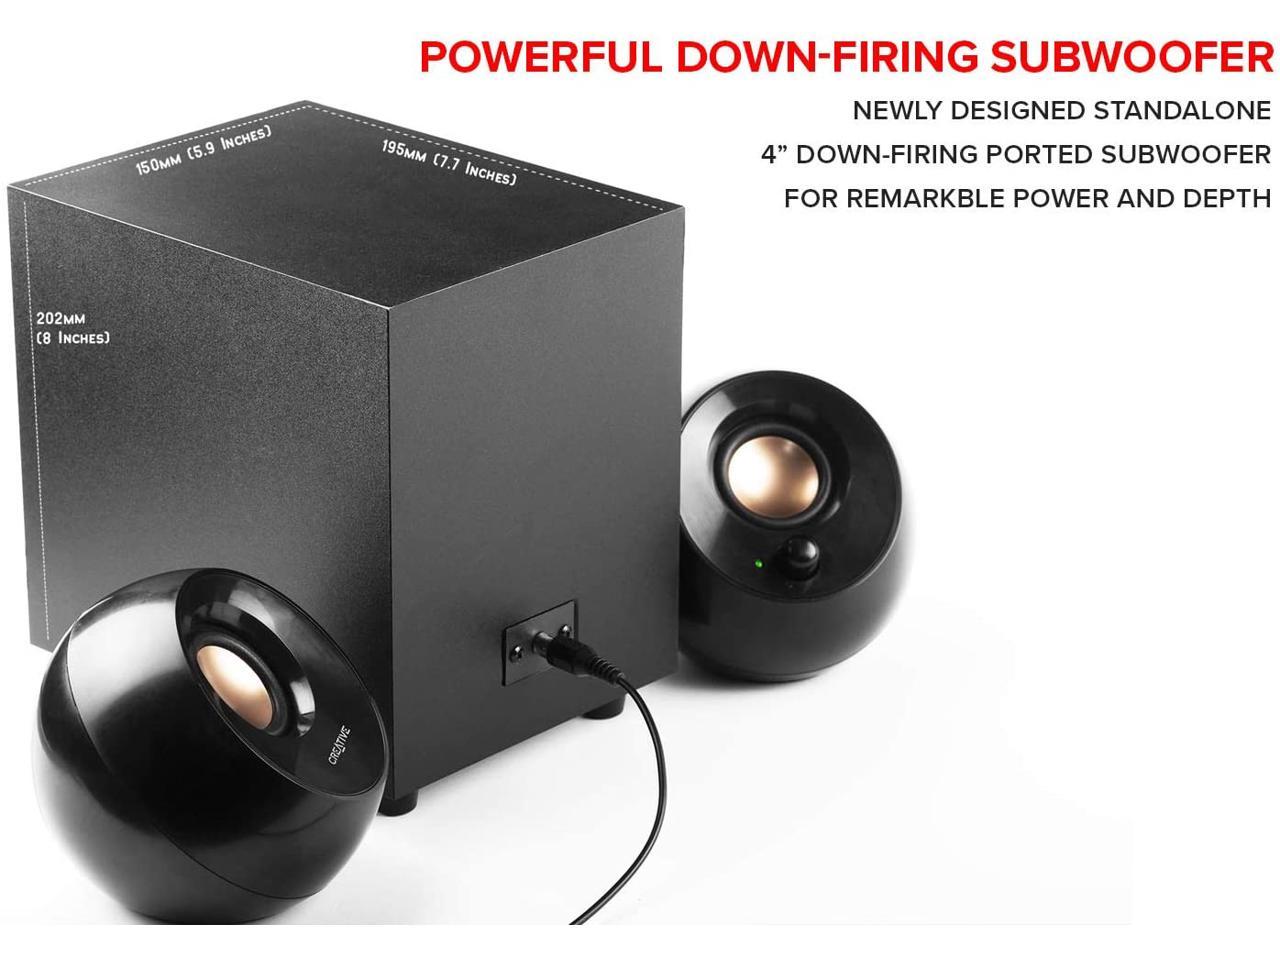 POWERFUL DOWN-FIRING SUBWOOFER
NEWLY DESIGNED STANDALONE
4” DOWN-FIRING PORTED SUBWOOFER
FOR REMARKBLE POWER AND DEPTH
150MM (5.9 INCHES)
195MM (7.7 INCHES)
202MM
(8 INCHES)
CREATIVE